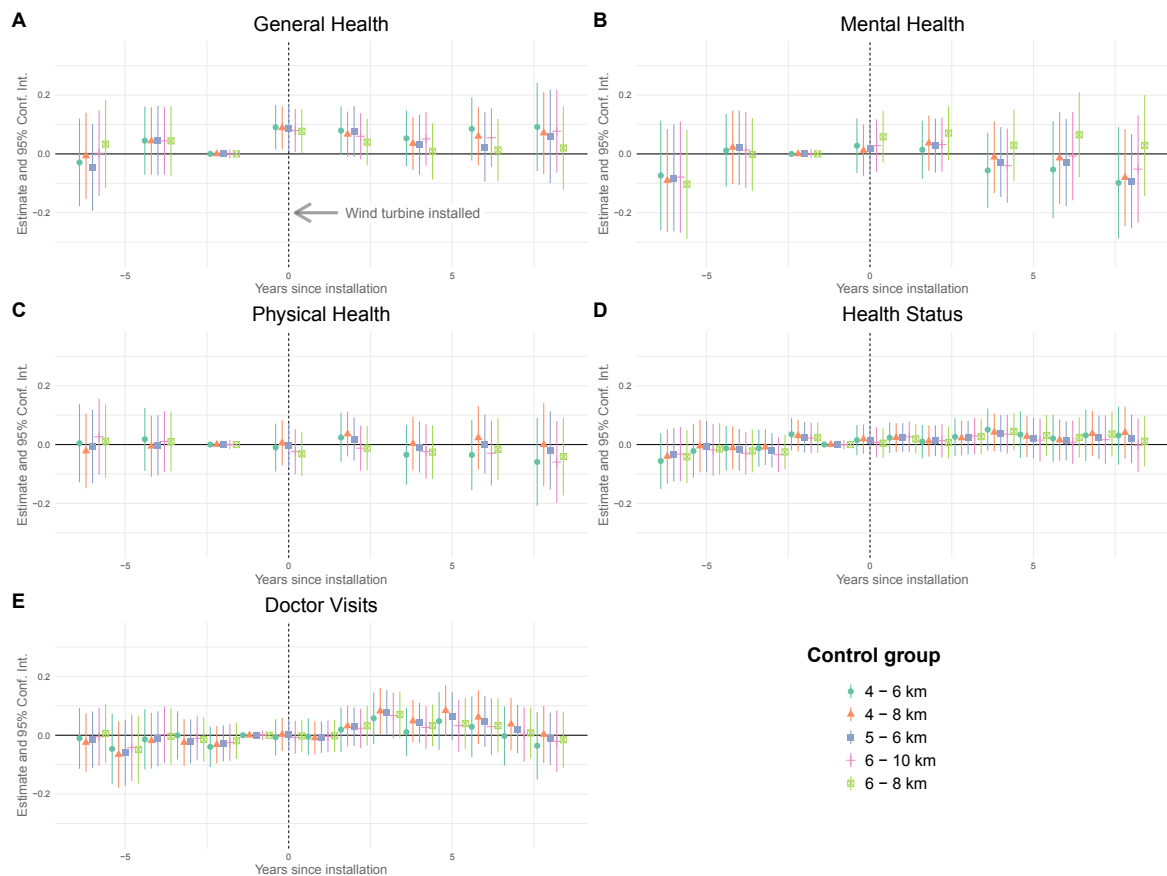 A
General Health
Estimate and 95% Conf. Int.
0.2
0.0
−0.2
Wind turbine installed
−5
0
5
Years since installation
B
Mental Health
Estimate and 95% Conf. Int.
0.2
0.0
−0.2
−5
0
5
Years since installation
C
Physical Health
Estimate and 95% Conf. Int.
0.2
0.0
−0.2
−5
0
5
Years since installation
D
Health Status
Estimate and 95% Conf. Int.
0.2
0.0
−0.2
−5
0
5
Years since installation
E
Doctor Visits
Estimate and 95% Conf. Int.
0.2
0.0
−0.2
−5
0
5
Years since installation
Control group
4 − 6 km
4 − 8 km
5 − 6 km
6 − 10 km
6 − 8 km